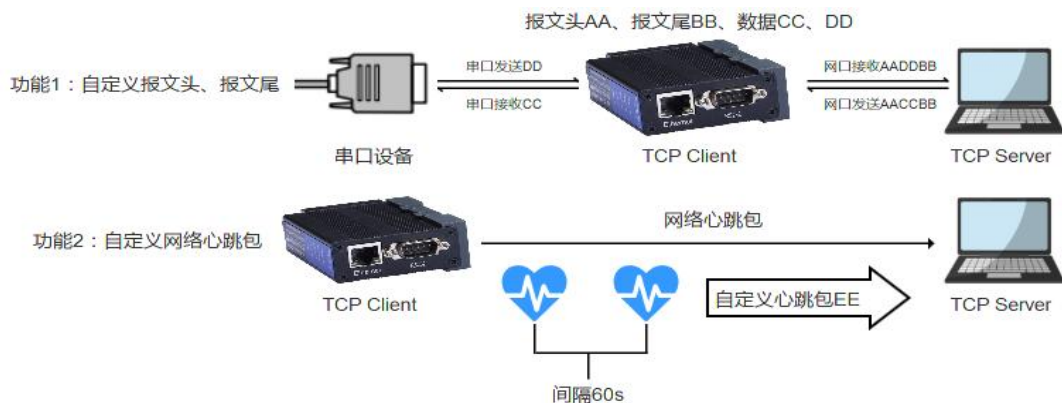 报文头AA、报文尾BB、数据CC、DD
功能1：自定义报文头、报文尾
串口发送DD
串口接收CC
网口接收AADDBB
网口发送AACCBB
串口设备
TCP Client
TCP Server
功能2：自定义网络心跳包
网络心跳包
自定义心跳包EE
TCP Client
TCP Server
间隔60s